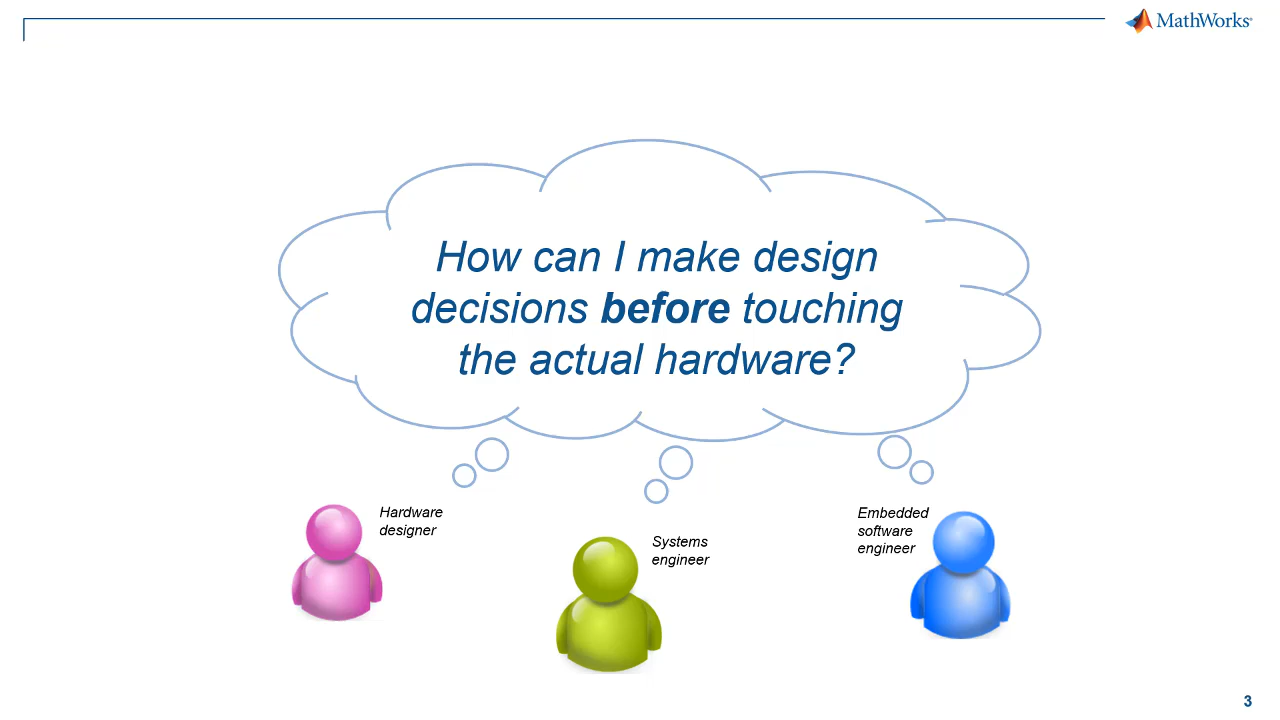 MathWorks
How can I make design
decisions before touching
the actual hardware?
Hardware
designer
Systems
engineer
Embedded
software
engineer
3